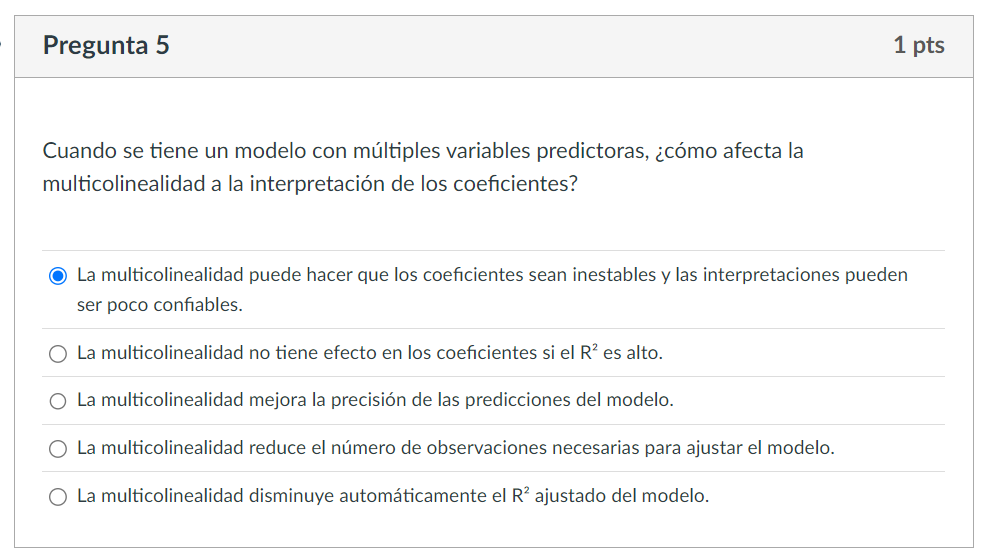 Pregunta 5
1 pts
Cuando se tiene un modelo con múltiples variables predictoras, ¿cómo afecta la
multicolinealidad a la interpretación de los coeficientes?
La multicolinealidad puede hacer que los coeficientes sean inestables y las interpretaciones pueden
ser poco confiables.
La multicolinealidad no tiene efecto en los coeficientes si el R² es alto.
La multicolinealidad mejora la precisión de las predicciones del modelo.
La multicolinealidad reduce el número de observaciones necesarias para ajustar el modelo.
La multicolinealidad disminuye automáticamente el R² ajustado del modelo.